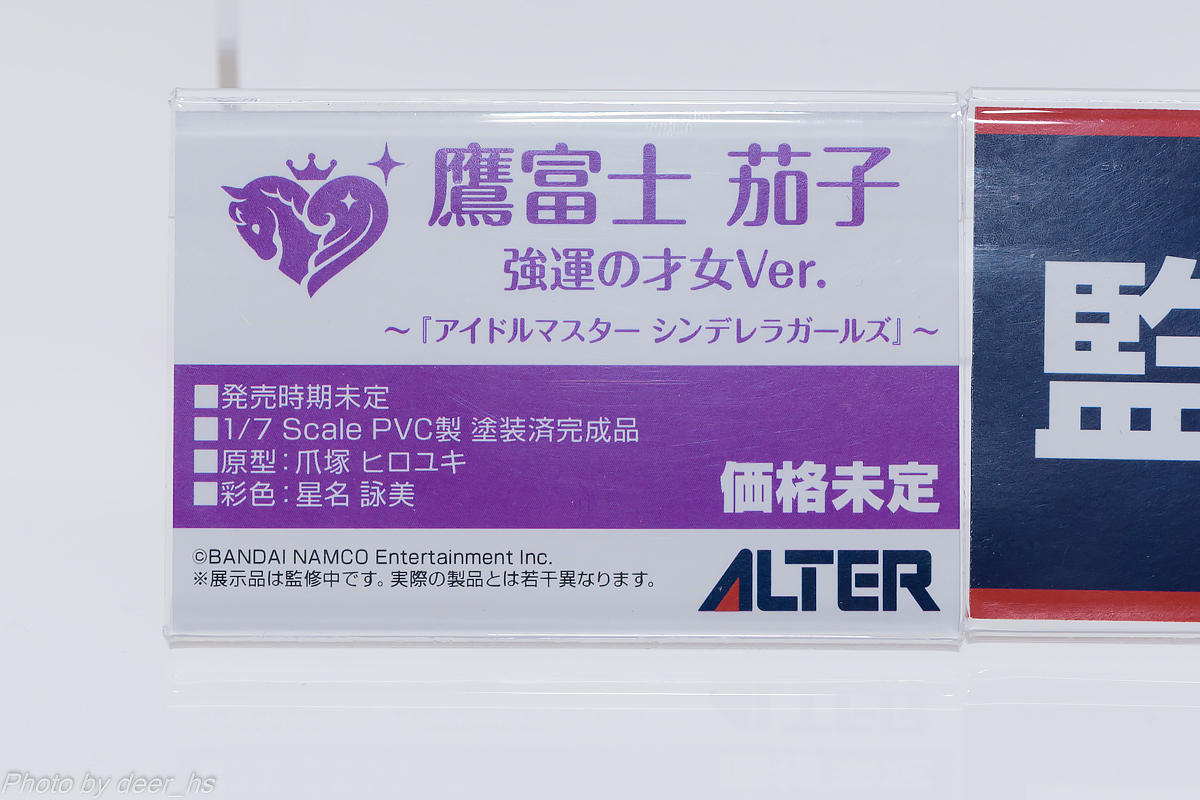 鷹富士 茄子
強運の才女Ver.
～『アイドルマスター シンデレラガールズ』～
■発売時期未定
■1/7 Scale PVC製 塗装済完成品
■原型：爪塚 ヒロユキ
■彩色：星名 詠美
価格未定
©BANDAI NAMCO Entertainment Inc.
※展示品は監修中です。実際の製品とは若干異なります。
ALTER
監
Photo by deer_hs